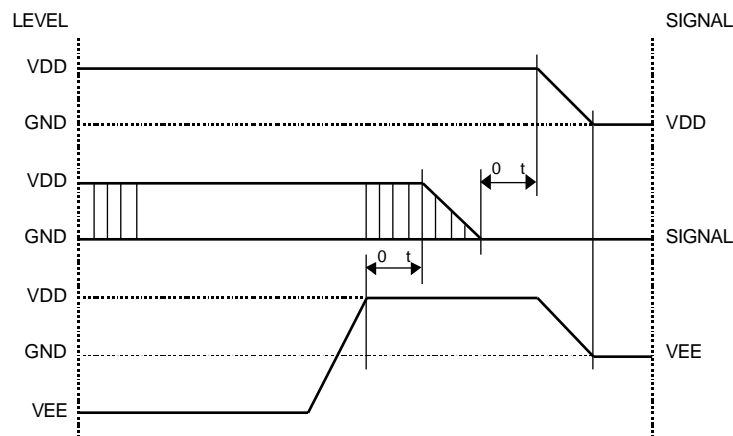 LEVEL SIGNAL
VDD
GND VDD
VDD
0 t
GND SIGNAL
0 t
VDD
GND VEE
VEE